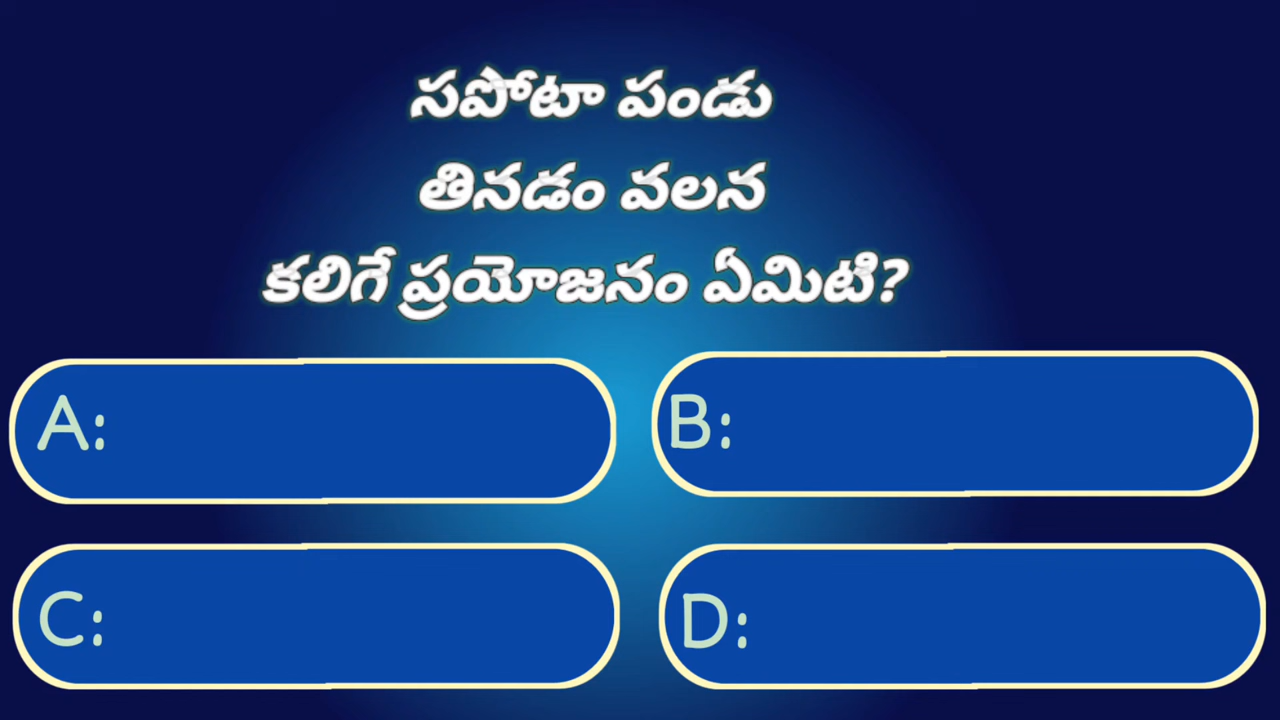 సపోటా పండు
తినడం వలన
కలిగే ప్రయోజనం ఏమిటి?
A:
B:
C:
D: